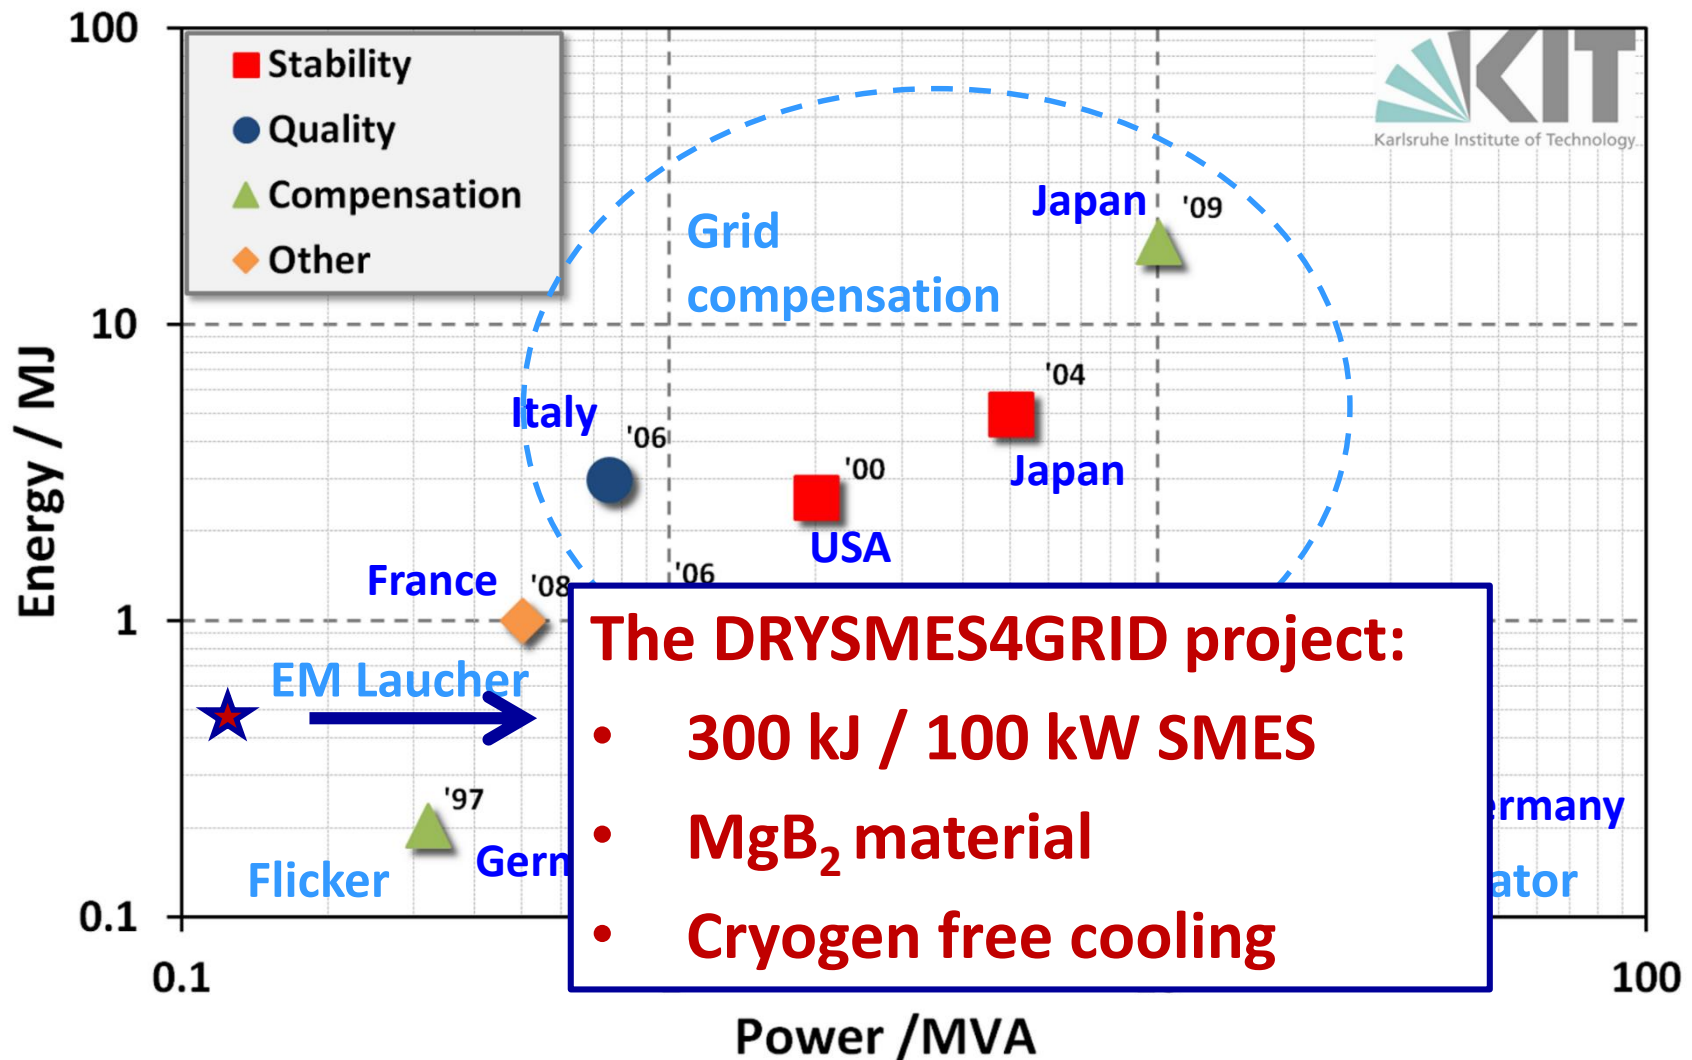 100
Stability
Quality
Compensation
Other
KIT
Karlsruhe Institute of Technology
Japan '09
Grid
compensation
10
'04
Italy
'06
'00
Japan
USA
France '08
'06
1
The DRYSMES4GRID project:
EM Laucher
• 300 kJ / 100 kW SMES
'97
• MgB₂ material
Flicker
0.1
• Cryogen free cooling
0.1
100
Energy / MJ
Power /MVA